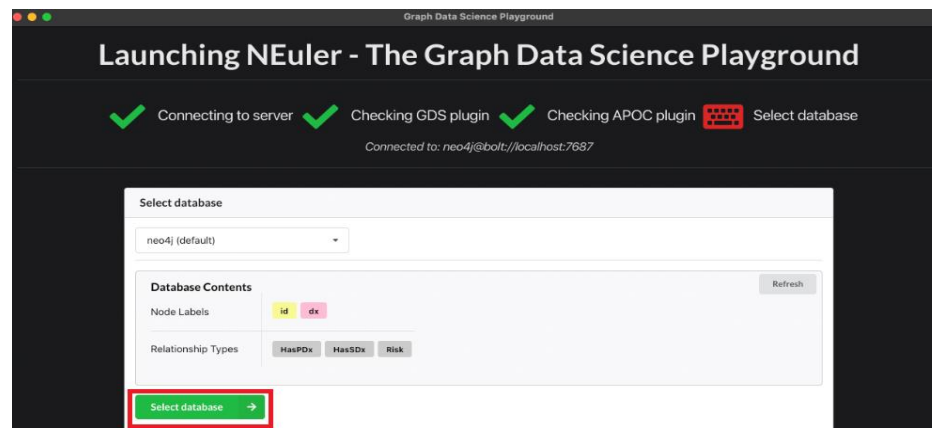 Graph Data Science Playground
Launching NEuler - The Graph Data Science Playground
Connecting to server Checking GDS plugin Checking APOC plugin Select database
Connected to: neo4j@bolt://localhost:7687
Select database
neo4j (default)
Database Contents Refresh
Node Labels id dx
Relationship Types HasPDx HasSDx Risk
Select database